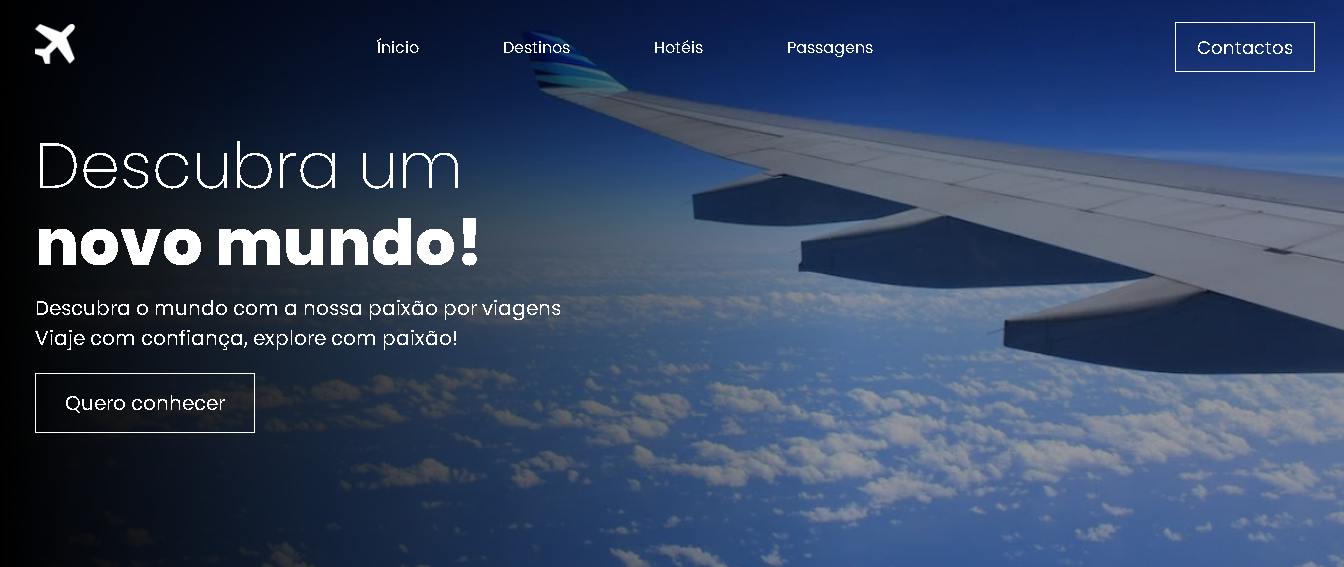 Ínicio
Destinos
Hotéis
Passagens
Contactos
Descubra um
novo mundo!
Descubra o mundo com a nossa paixão por viagens
Viaje com confiança, explore com paixão!
Quero conhecer